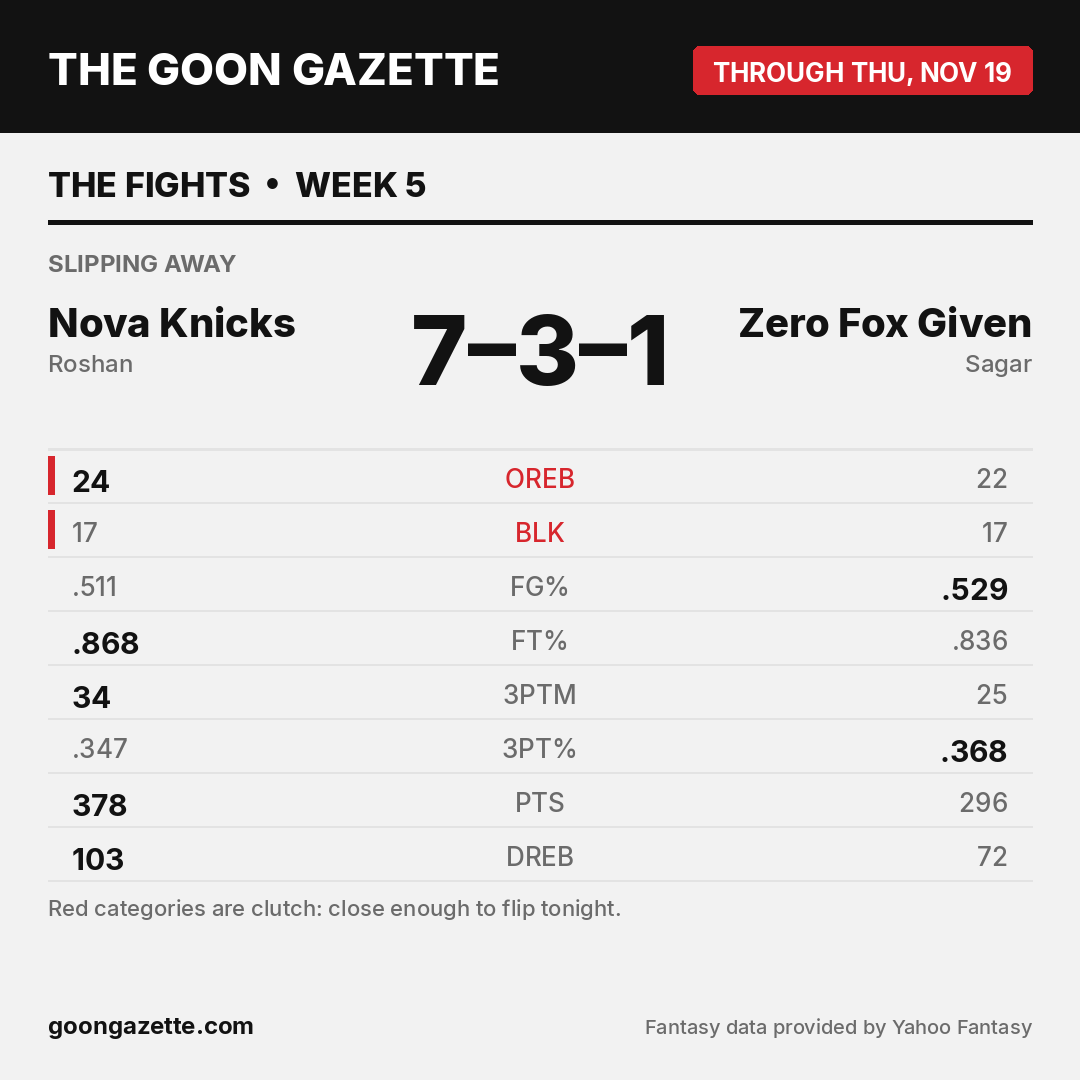 THE GOON GAZETTE
THROUGH THU, NOV 19
THE FIGHTS • WEEK 5
SLIPPING AWAY
Nova Knicks 7–3–1 Zero Fox Given
Roshan Sagar
24 OREB 22
17 BLK 17
.511 FG% .529
.868 FT% .836
34 3PTM 25
.347 3PT% .368
378 PTS 296
103 DREB 72
Red categories are clutch: close enough to flip tonight.
goongazette.com Fantasy data provided by Yahoo Fantasy